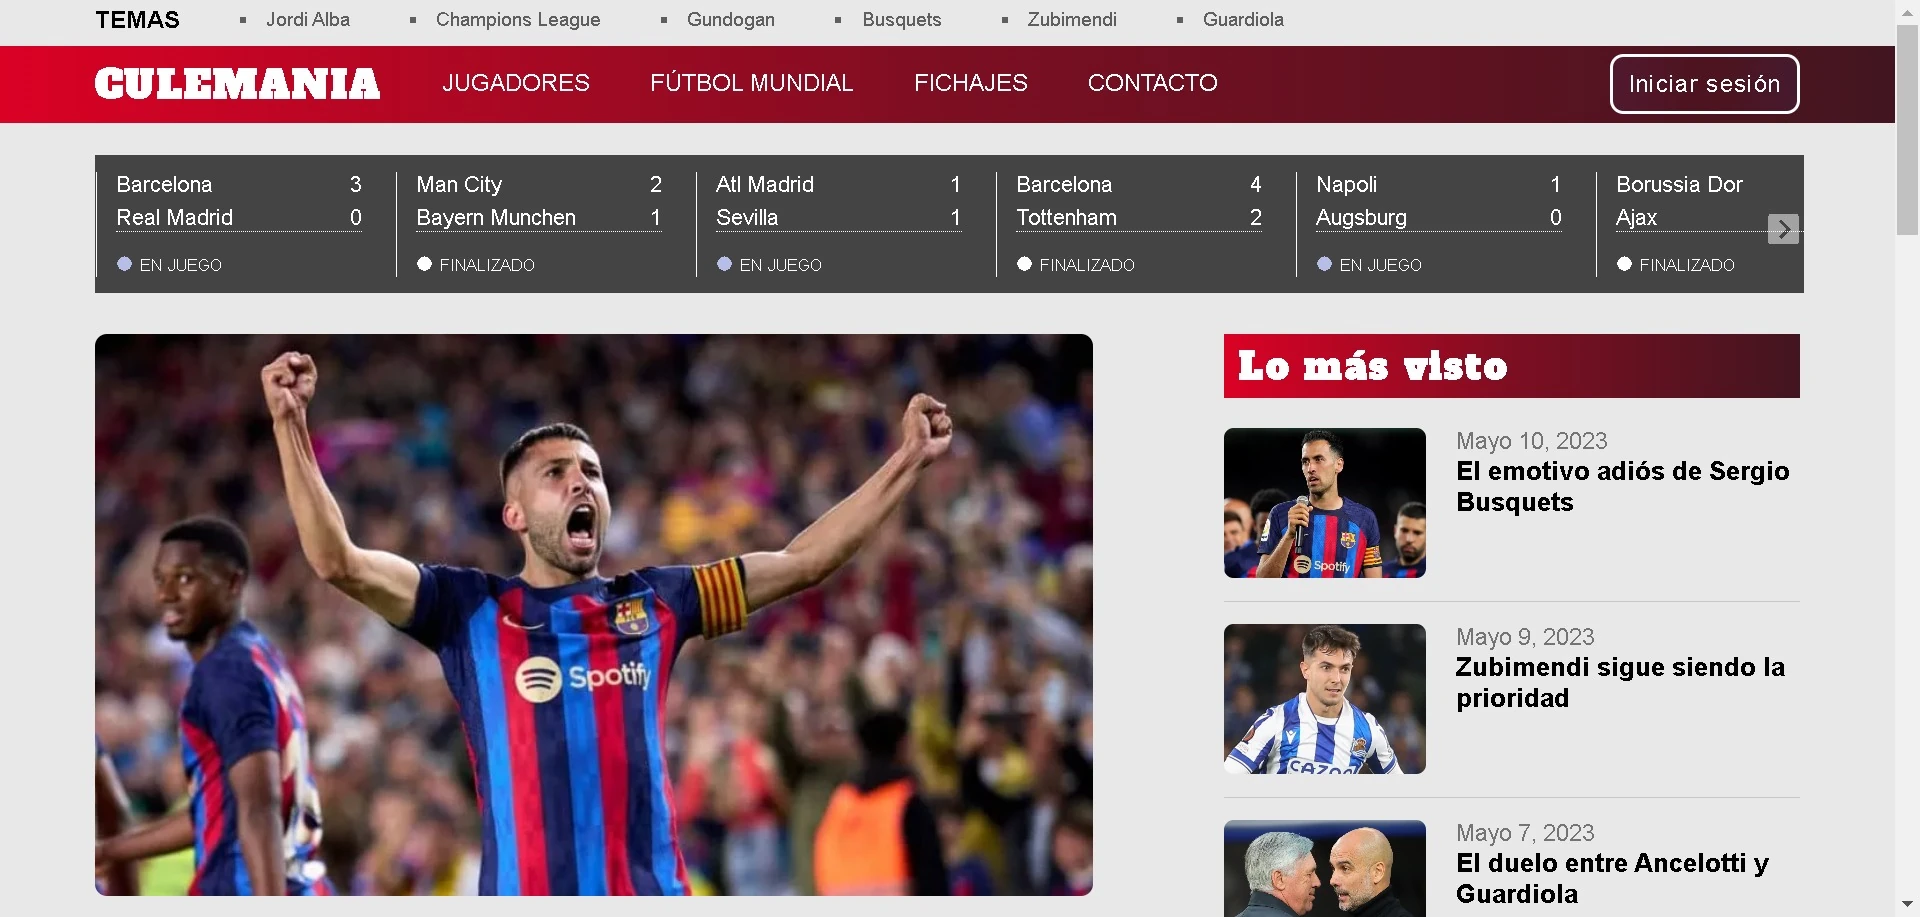 TEMAS
Jordi Alba
Champions League
Gundogan
Busquets
Zubimendi
Guardiola
CULEMANIA
JUGADORES
FÚTBOL MUNDIAL
FICHAJES
CONTACTO
Iniciar sesión
Barcelona 3
Real Madrid 0
EN JUEGO
Man City 2
Bayern Munchen 1
FINALIZADO
Atl Madrid 1
Sevilla 1
EN JUEGO
Barcelona 4
Tottenham 2
FINALIZADO
Napoli 1
Augsburg 0
EN JUEGO
Borussia Dor
Ajax
FINALIZADO
Spotify
Lo más visto
Spotify
Mayo 10, 2023
El emotivo adiós de Sergio
Busquets
CAZOO
Mayo 9, 2023
Zubimendi sigue siendo la
prioridad
Mayo 7, 2023
El duelo entre Ancelotti y
Guardiola